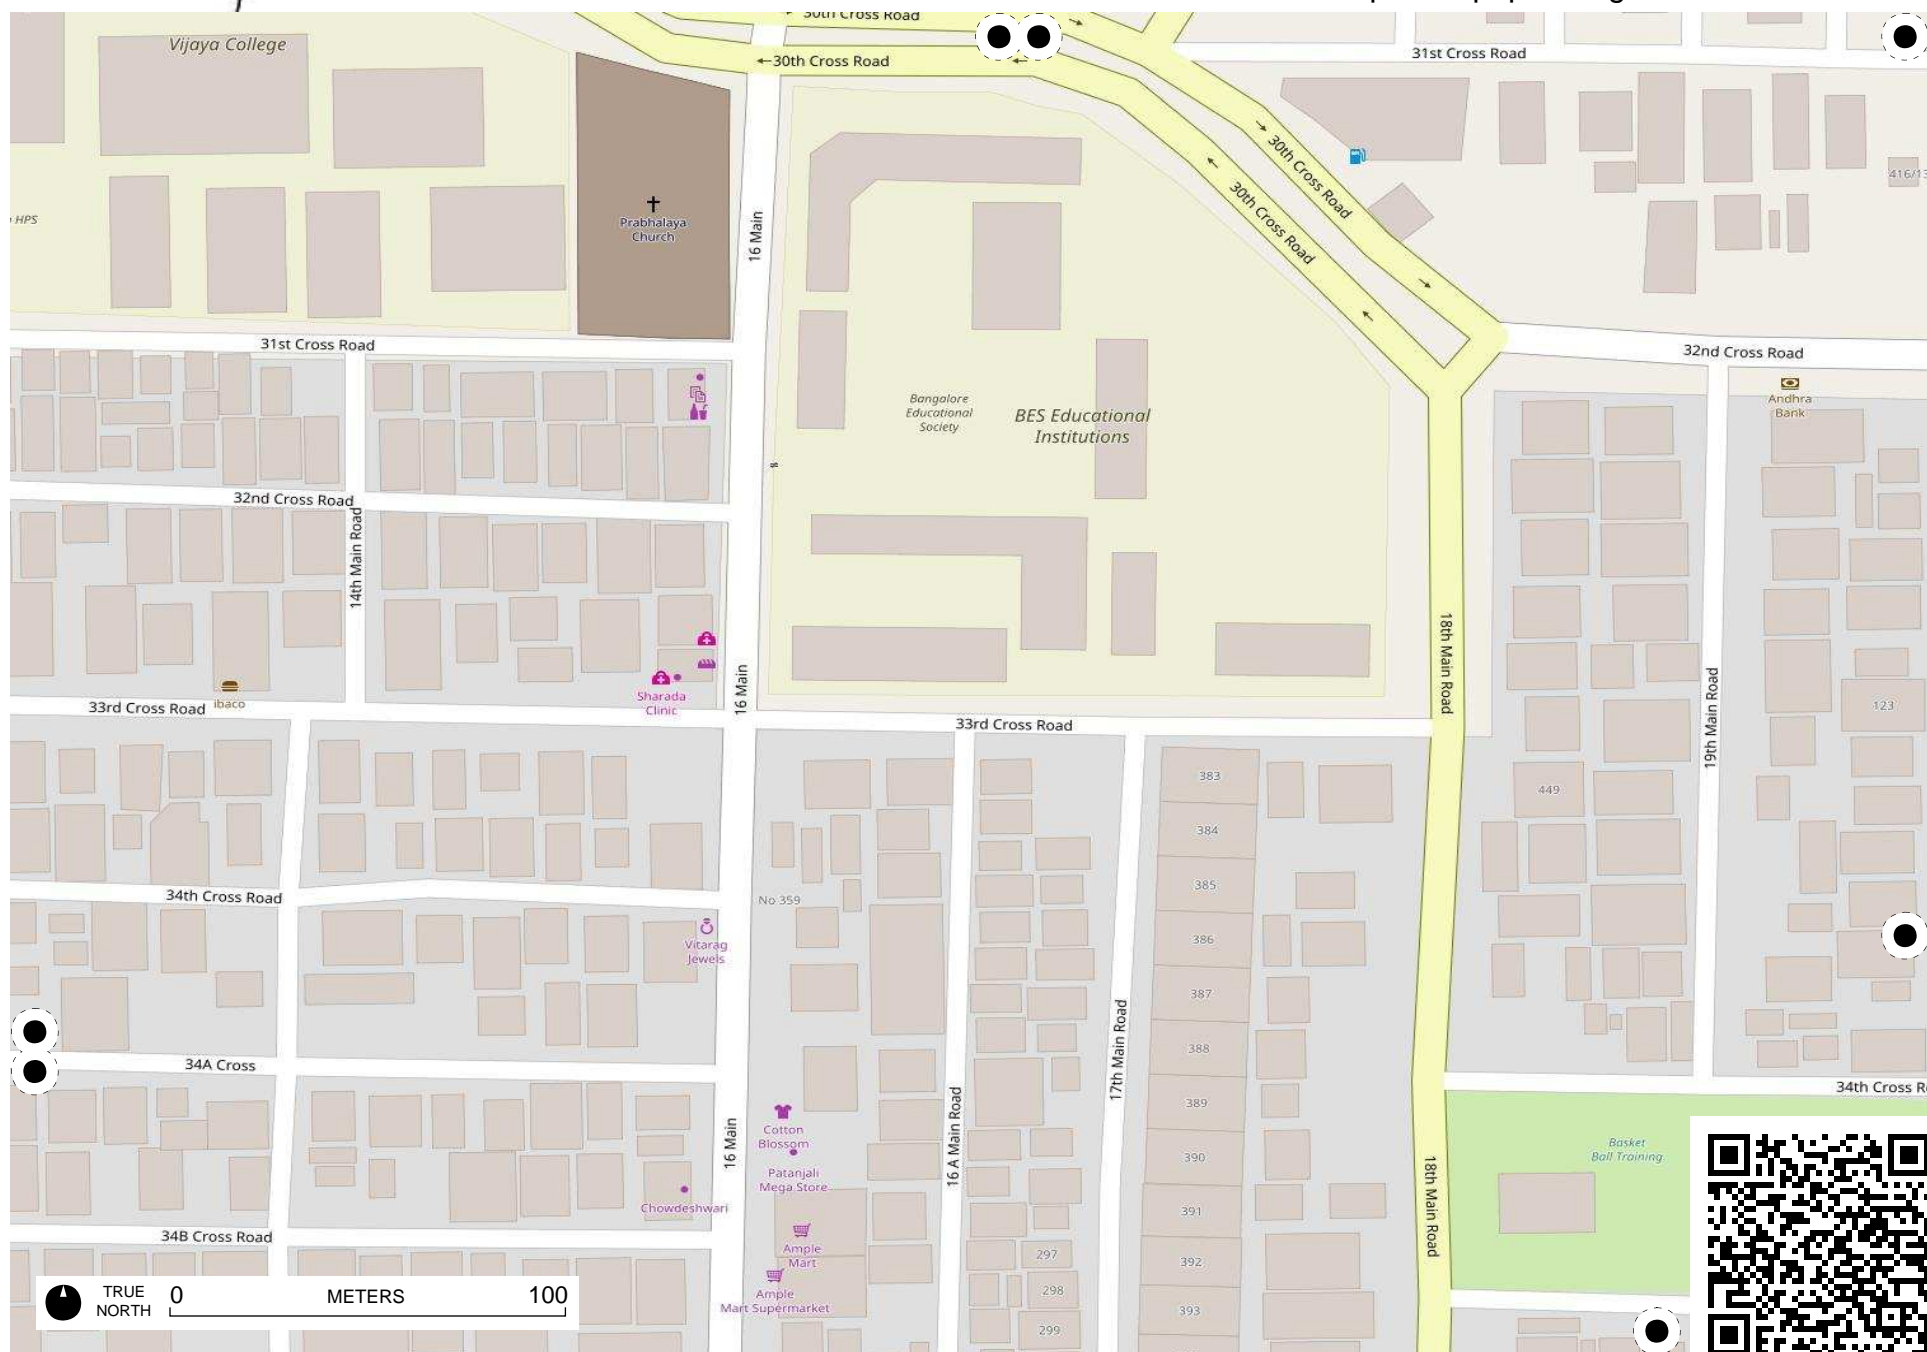 30th Cross Road
Vijaya College
←30th Cross Road
31st Cross Road
30th Cross Road
30th Cross Road
416/13
HPS
Prabhalaya
Church
16 Main
31st Cross Road
32nd Cross Road
Andhra
Bank
Bangalore
Educational
Society
BES Educational
Institutions
32nd Cross Road
14th Main Road
18th Main Road
19th Main Road
16 Main
Sharada
Clinic
ibaco
33rd Cross Road
33rd Cross Road
123
383
449
384
34th Cross Road
No 359
385
386
Vitarag
Jewels
387
17th Main Road
388
34A Cross
34th Cross R
389
16 Main
16 A Main Road
Cotton
Blossom
390
Basket
Ball Training
Patanjali
Mega Store
18th Main Road
Chowdeshwari
391
34B Cross Road
Ample
Mart
297
392
Ample
Mart Supermarket
298
393
299
TRUE
NORTH
0
METERS
100